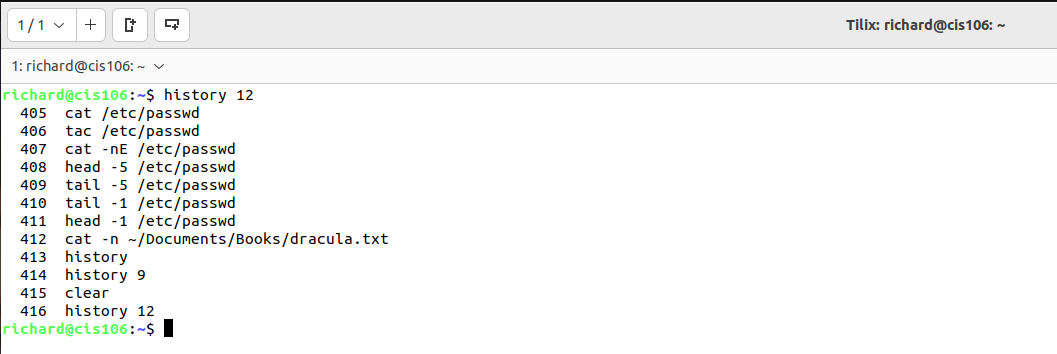 1 / 1
Tilix: richard@cis106: ~
1: richard@cis106: ~
richard@cis106:~$ history 12
405 cat /etc/passwd
406 tac /etc/passwd
407 cat -nE /etc/passwd
408 head -5 /etc/passwd
409 tail -5 /etc/passwd
410 tail -1 /etc/passwd
411 head -1 /etc/passwd
412 cat -n ~/Documents/Books/dracula.txt
413 history
414 history 9
415 clear
416 history 12
richard@cis106:~$